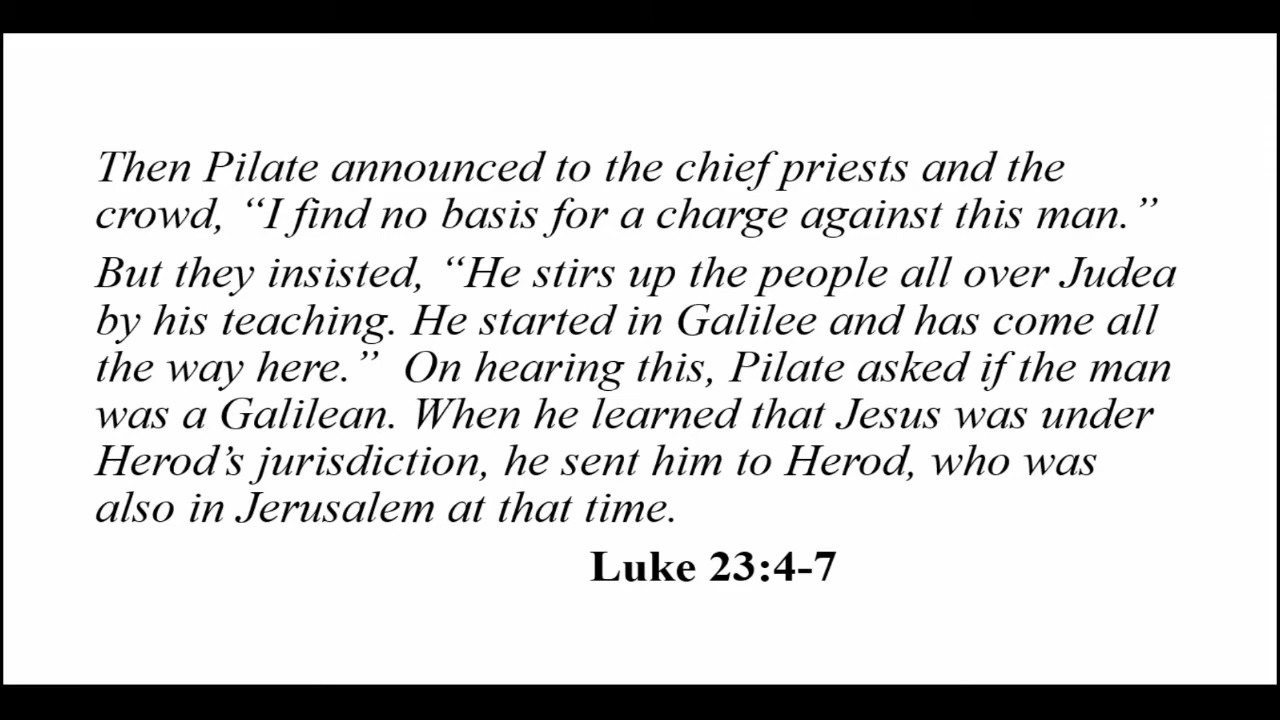 Then Pilate announced to the chief priests and the
crowd, “I find no basis for a charge against this man.”
But they insisted, “He stirs up the people all over Judea
by his teaching. He started in Galilee and has come all
the way here.”  On hearing this, Pilate asked if the man
was a Galilean. When he learned that Jesus was under
Herod’s jurisdiction, he sent him to Herod, who was
also in Jerusalem at that time.
Luke 23:4-7